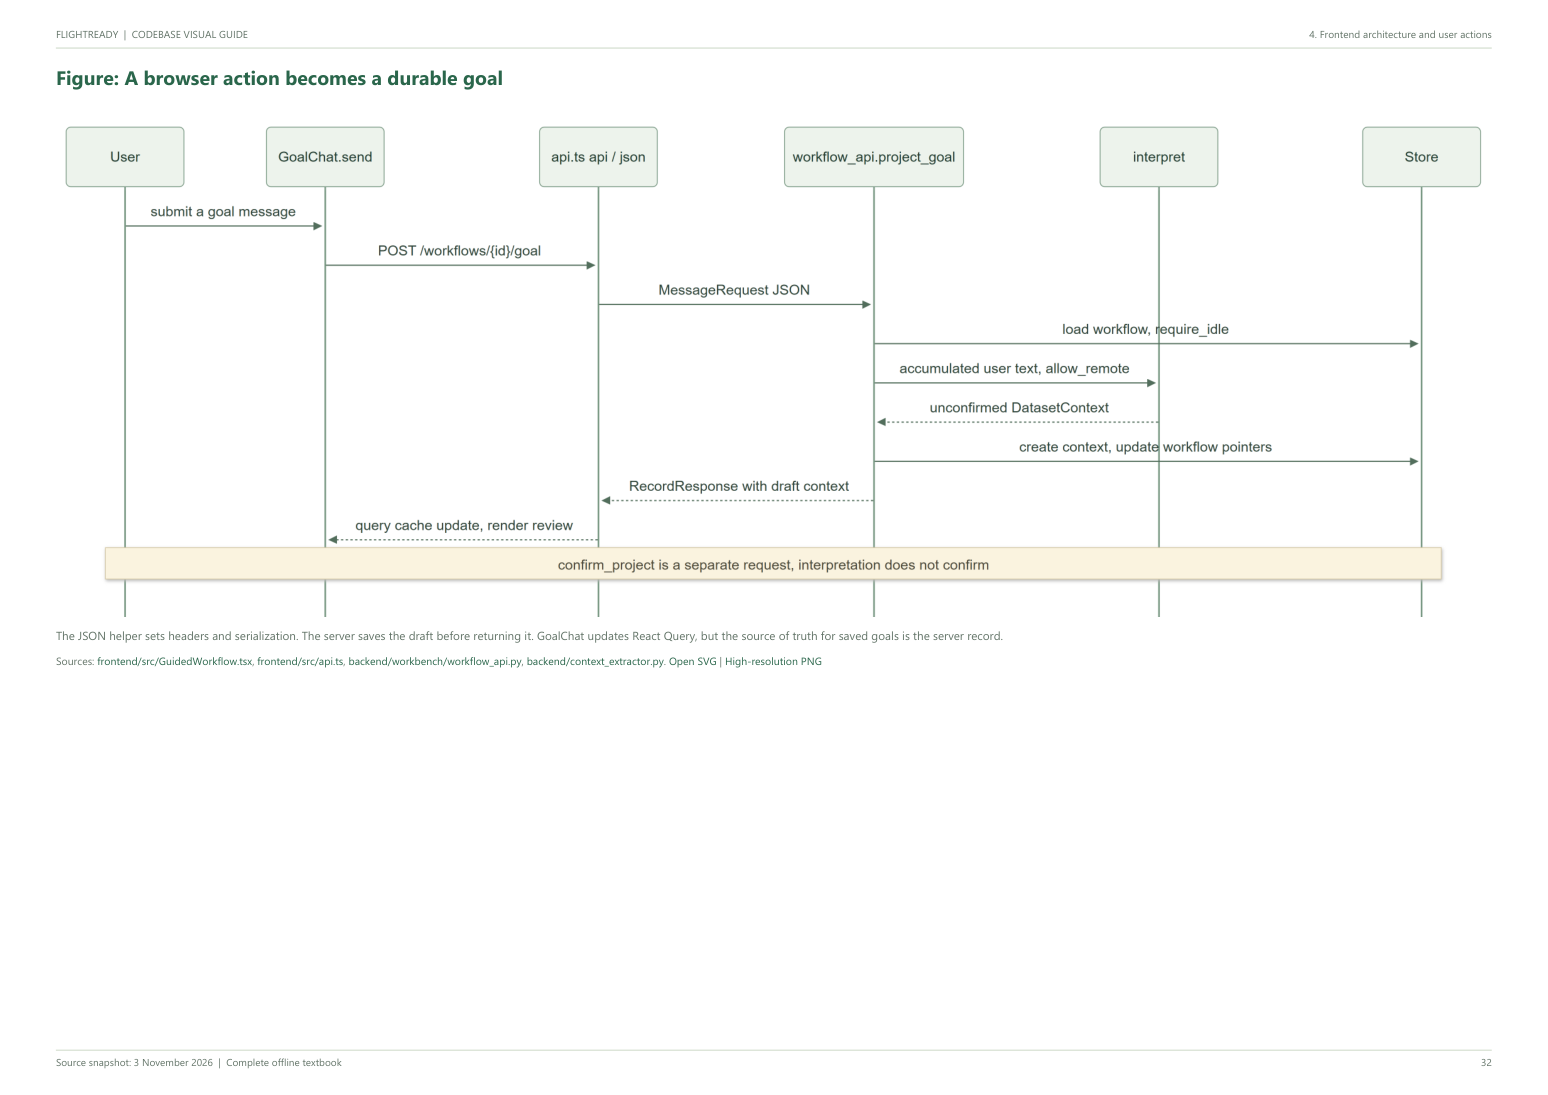 FLIGHTREADY | CODEBASE VISUAL GUIDE
4. Frontend architecture and user actions
Figure: A browser action becomes a durable goal
User
GoalChat.send
api.ts api / json
workflow_api.project_goal
interpret
Store
submit a goal message
POST /workflows/{id}/goal
MessageRequest JSON
load workflow, require_idle
accumulated user text, allow_remote
unconfirmed DatasetContext
create context, update workflow pointers
RecordResponse with draft context
query cache update, render review
confirm_project is a separate request, interpretation does not confirm
The JSON helper sets headers and serialization. The server saves the draft before returning it. GoalChat updates React Query, but the source of truth for saved goals is the server record.
Sources: frontend/src/GuidedWorkflow.tsx, frontend/src/api.ts, backend/workbench/workflow_api.py, backend/context_extractor.py. Open SVG | High-resolution PNG
Source snapshot: 3 November 2026 | Complete offline textbook
32